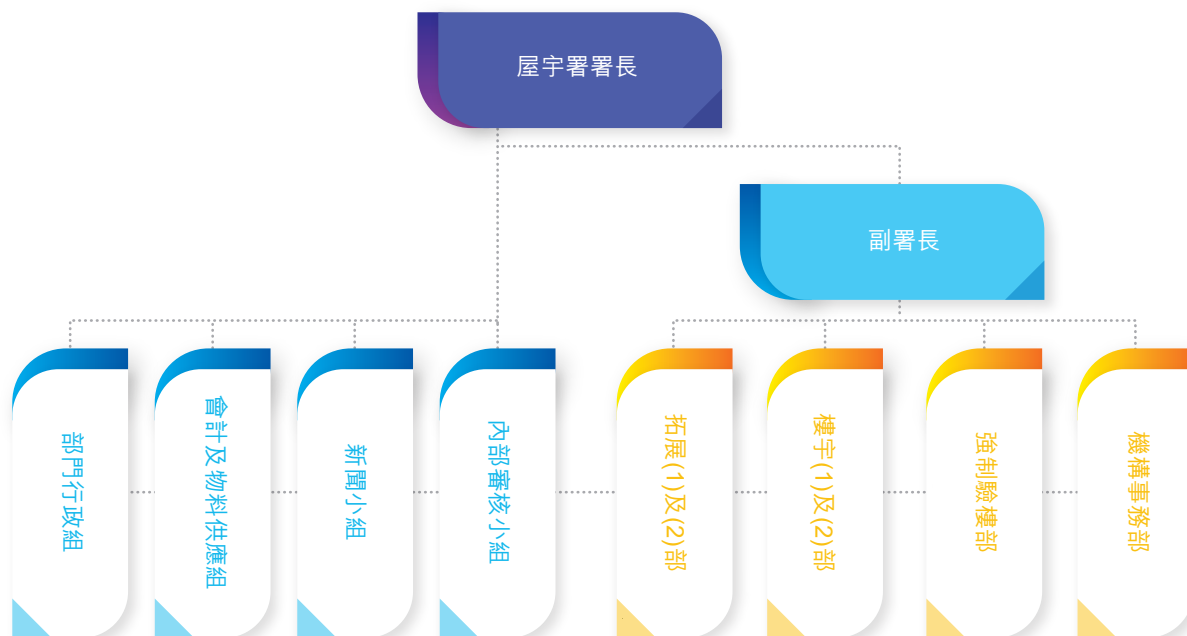 屋宇署署長
副署長
部門行政組
會計及物料供應組
新聞小組
內部審核小組
拓展(1)及(2)部
樓宇(1)及(2)部
強制驗樓部
機構事務部